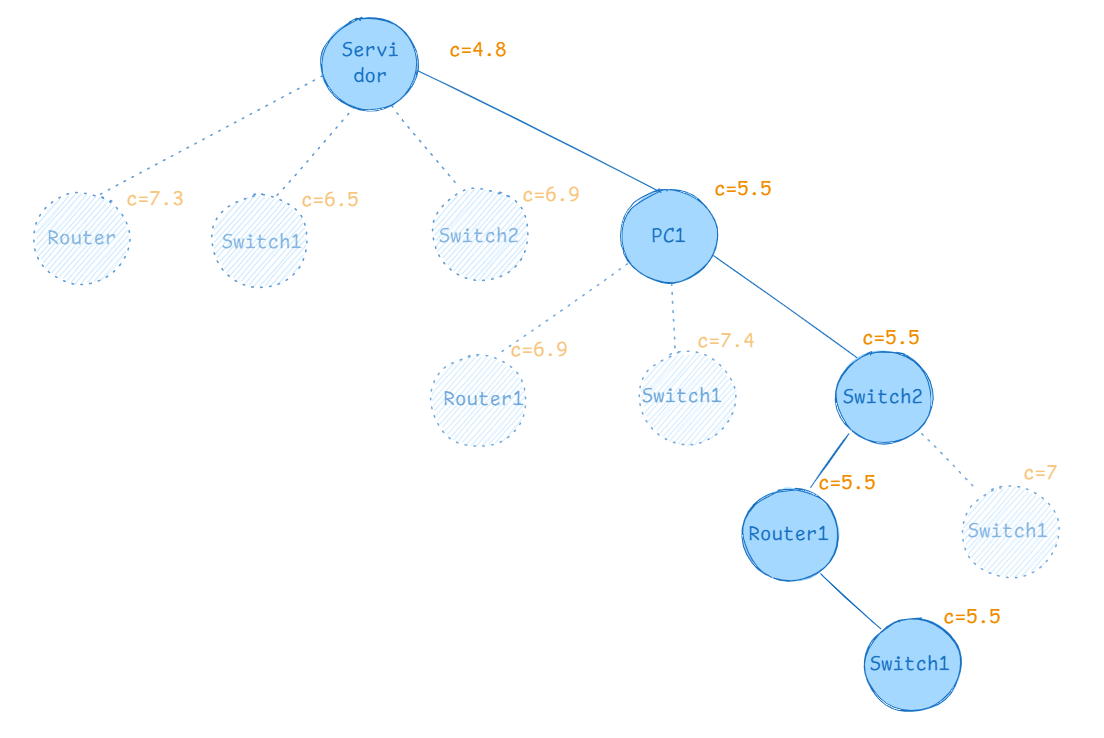 Servi
dor
c=4.8
c=7.3
c=6.5
c=6.9
c=5.5
Router
Switch1
Switch2
PC1
c=6.9
c=7.4
c=5.5
Router1
Switch1
Switch2
c=5.5
c=7
Router1
Switch1
c=5.5
Switch1